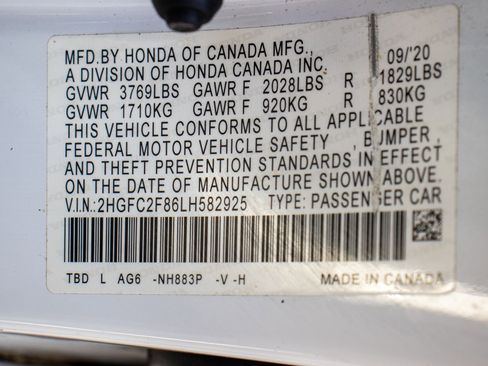 MFD.BY HONDA OF CANADA MFG., 09/'20
A DIVISION OF HONDA CANADA INC.
GVWR 3769LBS GAWR F 2028LBS R 1829LBS
GVWR 1710KG GAWR F 920KG R 830KG
THIS VEHICLE CONFORMS TO ALL APPLICABLE
FEDERAL MOTOR VEHICLE SAFETY , BUMPER ,
AND THEFT PREVENTION STANDARDS IN EFFECT
ON THE DATE OF MANUFACTURE SHOWN ABOVE.
V.I.N.:2HGFC2F86LH582925 TYPE: PASSENGER CAR
TBD L AG6 -NH883P -V -H MADE IN CANADA